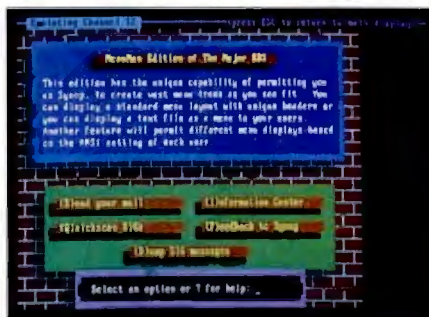 Emulating Channel 12 (press ESC to return to main display)
MenuMan Edition of The Major BBS
This edition has the unique capability of permitting you
as Sysop, to create vast menu trees as you see fit. You
can display a standard menu layout with unique headers or
you can display a text file as a menu to your users.
Another feature will permit different menu displays based
on the ANSI setting of each user
(R)ead your mail
(I)nformation Center
(F)eedback to Sysop
messages
Select an option or ? for help: _